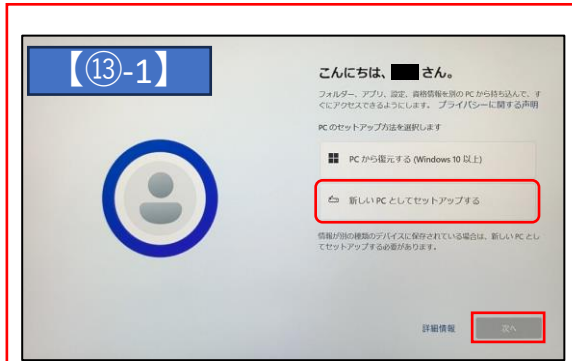 【⑬-1】
こんにちは、 さん。
フォルダー、アプリ、設定、資格情報を別の PC から持ち込んで、す
ぐにアクセスできるようにします。 プライバシーに関する声明
PC のセットアップ方法を選択します
PC から復元する (Windows 10 以上)
新しい PC としてセットアップする
情報が別の種類のデバイスに保存されている場合は、新しい PC とし
てセットアップする必要があります。
詳細情報
次へ